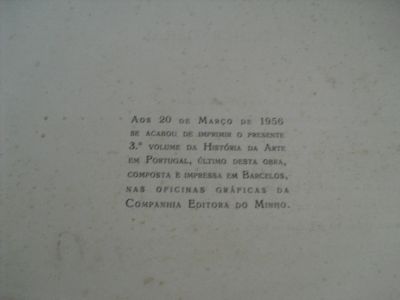 Aos 20 de Março de 1956
se acabou de imprimir o presente
3.º volume da História da Arte
em Portugal, último desta obra,
composta e impressa em Barcelos,
nas oficinas gráficas da
Companhia Editora do Minho.